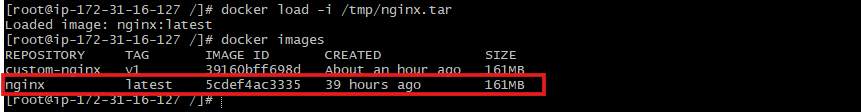 [root@ip-172-31-16-127 /]# docker load -i /tmp/nginx.tar
Loaded image: nginx:latest
[root@ip-172-31-16-127 /]# docker images
REPOSITORY TAG IMAGE ID CREATED SIZE
custom-nginx v1 39160bff698d About an hour ago 161MB
nginx latest 5cdef4ac3335 39 hours ago 161MB
[root@ip-172-31-16-127 /]#